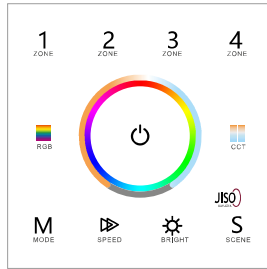 1 2 3 4
ZONE ZONE ZONE ZONE
RGB CCT
JISO
M S
MODE SPEED BRIGHT SCENE